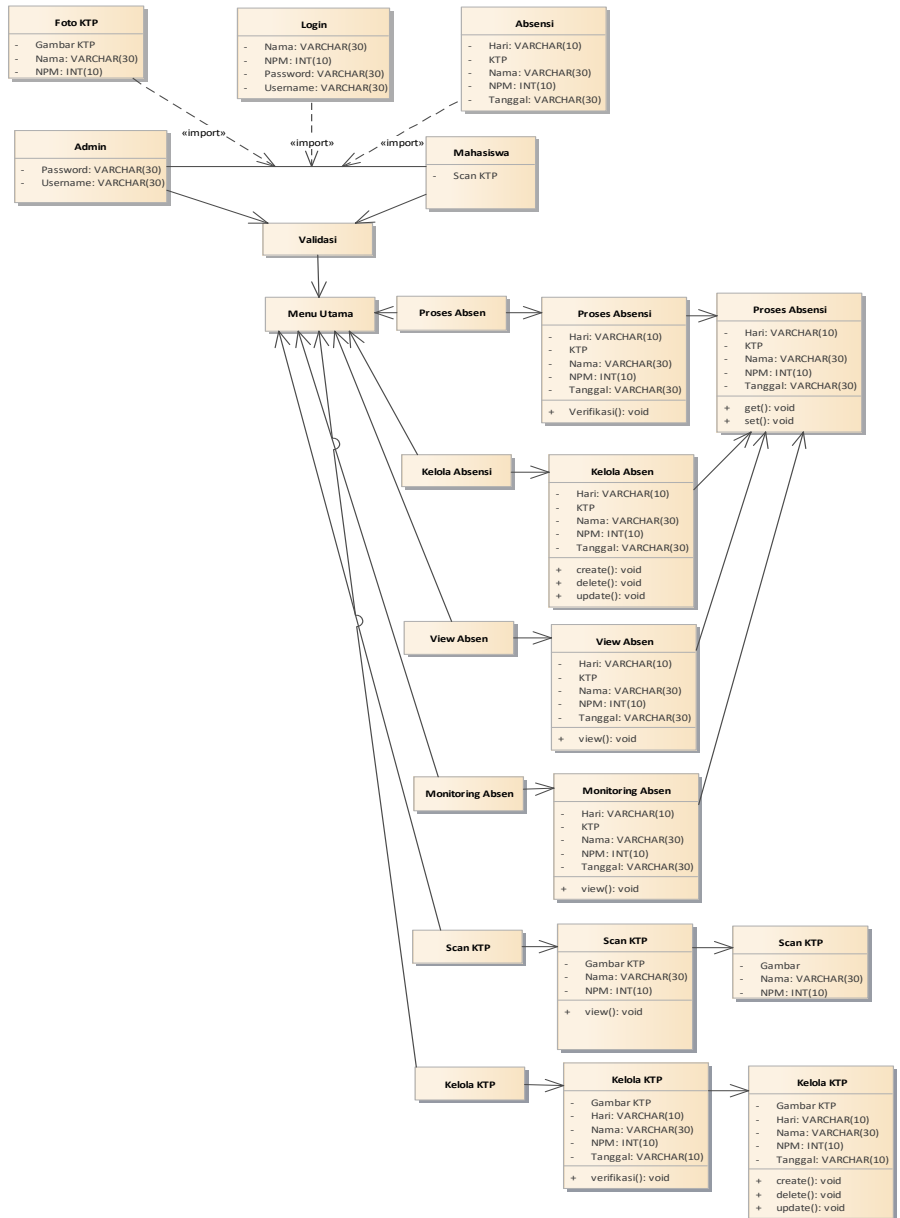 Foto KTP
- Gambar KTP
- Nama: VARCHAR(30)
- NPM: INT(10)
Login
- Nama: VARCHAR(30)
- NPM: INT(10)
- Password: VARCHAR(30)
- Username: VARCHAR(30)
Absensi
- Hari: VARCHAR(10)
- KTP
- Nama: VARCHAR(30)
- NPM: INT(10)
- Tanggal: VARCHAR(30)
«import»
«import»
«import»
Admin
- Password: VARCHAR(30)
- Username: VARCHAR(30)
Mahasiswa
- Scan KTP
Validasi
Menu Utama
Proses Absen
Proses Absensi
- Hari: VARCHAR(10)
- KTP
- Nama: VARCHAR(30)
- NPM: INT(10)
- Tanggal: VARCHAR(30)
+ Verifikasi(): void
Proses Absensi
- Hari: VARCHAR(10)
- KTP
- Nama: VARCHAR(30)
- NPM: INT(10)
- Tanggal: VARCHAR(30)
+ get(): void
+ set(): void
Kelola Absensi
Kelola Absen
- Hari: VARCHAR(10)
- KTP
- Nama: VARCHAR(30)
- NPM: INT(10)
- Tanggal: VARCHAR(30)
+ create(): void
+ delete(): void
+ update(): void
View Absen
View Absen
- Hari: VARCHAR(10)
- KTP
- Nama: VARCHAR(30)
- NPM: INT(10)
- Tanggal: VARCHAR(30)
+ view(): void
Monitoring Absen
Monitoring Absen
- Hari: VARCHAR(10)
- KTP
- Nama: VARCHAR(30)
- NPM: INT(10)
- Tanggal: VARCHAR(30)
+ view(): void
Scan KTP
Scan KTP
- Gambar KTP
- Nama: VARCHAR(30)
- NPM: INT(10)
+ view(): void
Scan KTP
- Gambar
- Nama: VARCHAR(30)
- NPM: INT(10)
Kelola KTP
Kelola KTP
- Gambar KTP
- Hari: VARCHAR(10)
- Nama: VARCHAR(30)
- NPM: INT(10)
- Tanggal: VARCHAR(10)
+ verifikasi(): void
Kelola KTP
- Gambar KTP
- Hari: VARCHAR(10)
- Nama: VARCHAR(30)
- NPM: INT(10)
- Tanggal: VARCHAR(10)
+ create(): void
+ delete(): void
+ update(): void